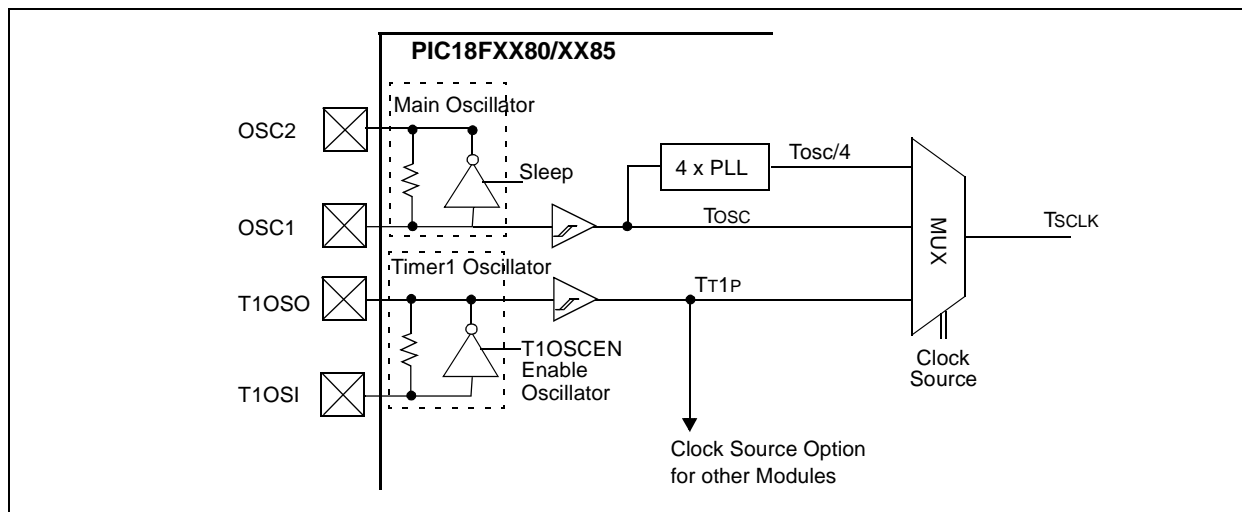 PIC18FXX80/XX85
Main Oscillator
OSC2
Sleep
OSC1
4 x PLL
TOSC/4
TOSC
MUX
TSCLK
Timer1 Oscillator
T1OSO
TT1P
T1OSCEN
Enable
Oscillator
T1OSI
Clock
Source
Clock Source Option
for other Modules